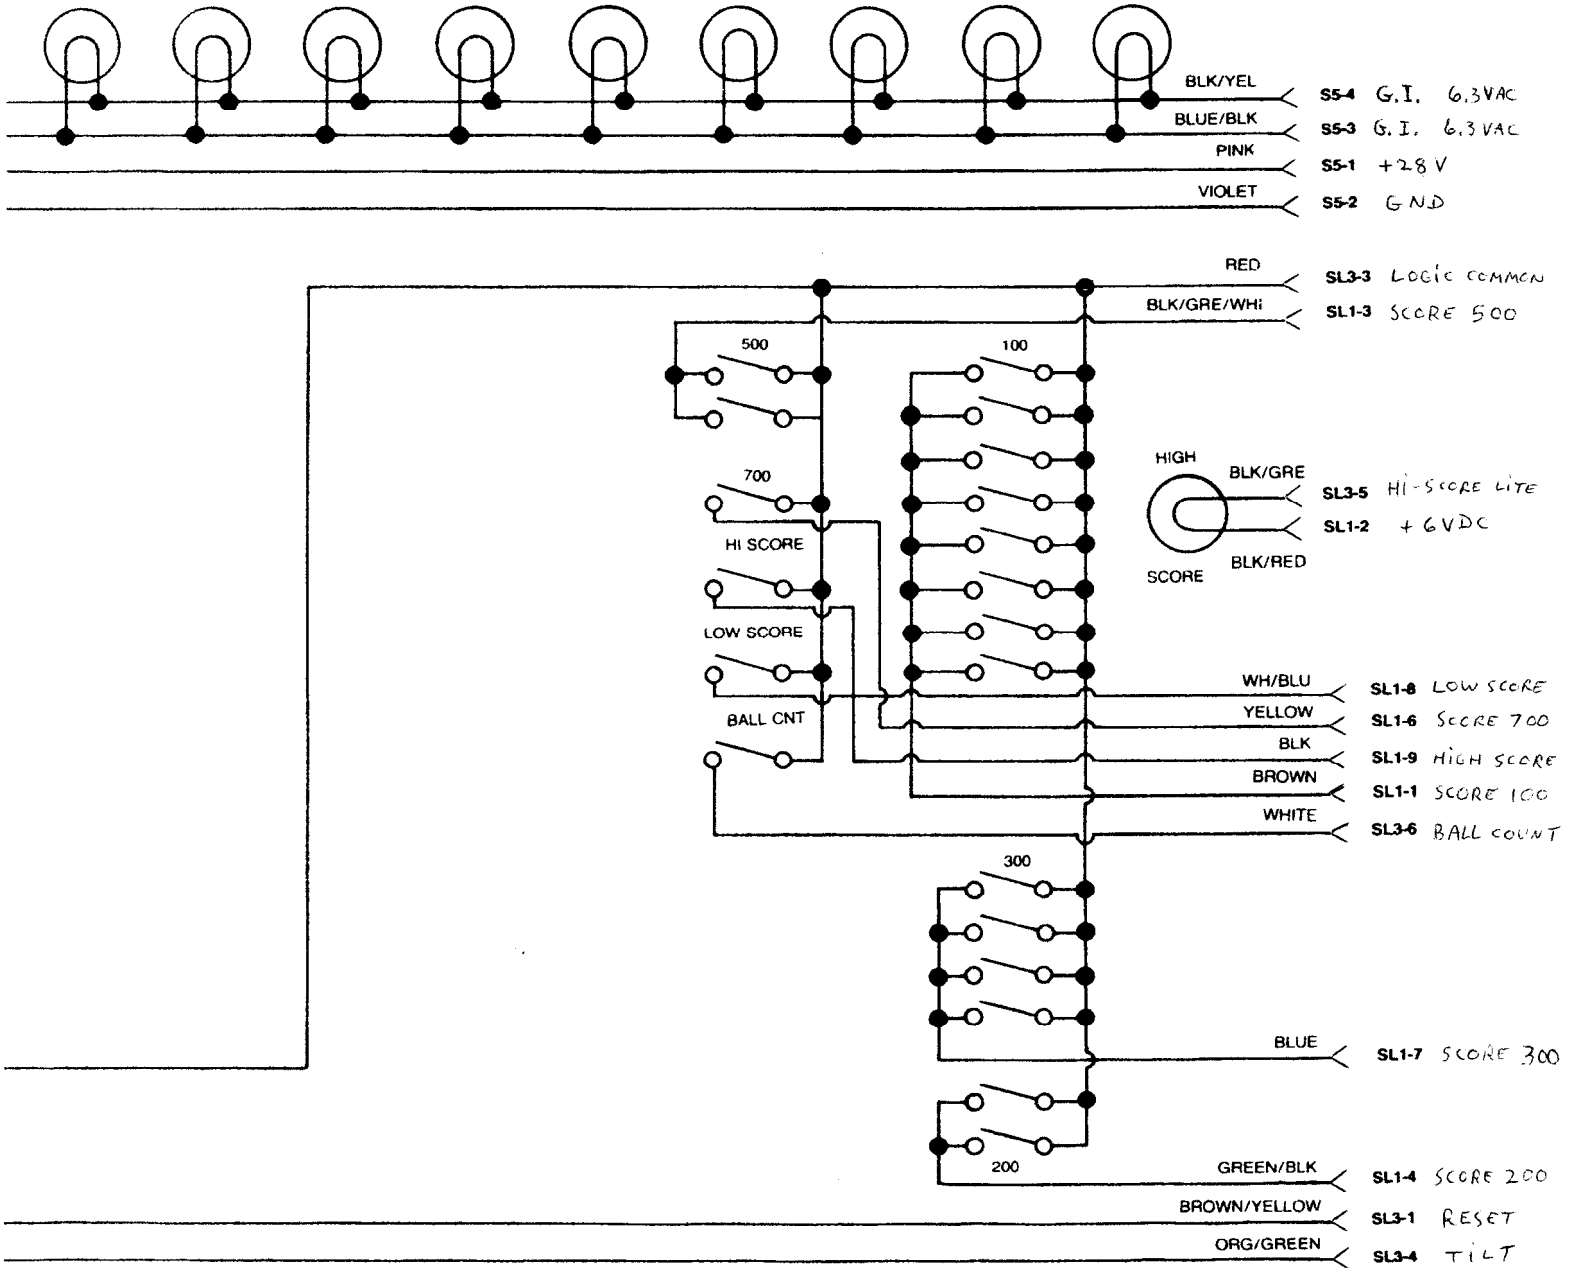 BLK/YEL S5-4 G.I. 6.3VAC
BLUE/BLK S5-3 G.I. 6.3VAC
PINK S5-1 +28V
VIOLET S5-2 GND
RED SL3-3 LOGIC COMMON
BLK/GRE/WHi SL1-3 SCORE 500
500
100
700
HI SCORE
LOW SCORE
BALL CNT
HIGH
SCORE
BLK/GRE SL3-5 HI-SCORE LITE
SL1-2 +6VDC
BLK/RED
WH/BLU SL1-8 LOW SCORE
YELLOW SL1-6 SCORE 700
BLK SL1-9 HIGH SCORE
BROWN SL1-1 SCORE 100
WHITE SL3-6 BALL COUNT
300
BLUE SL1-7 SCORE 300
200
GREEN/BLK SL1-4 SCORE 200
BROWN/YELLOW SL3-1 RESET
ORG/GREEN SL3-4 TILT